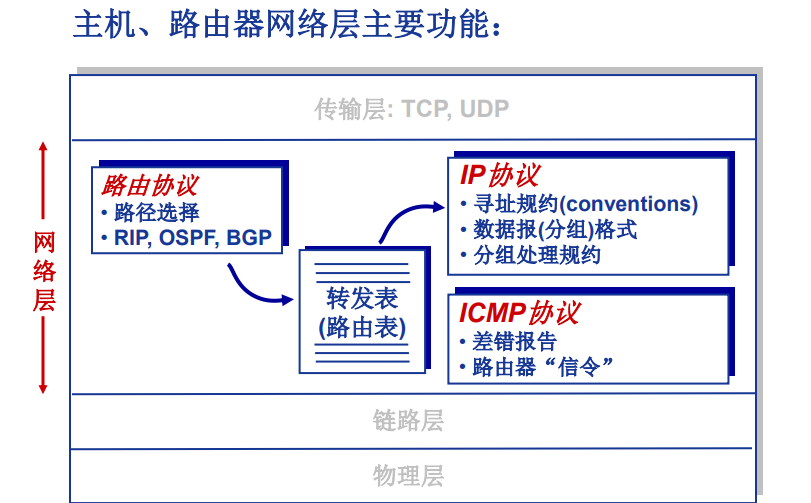 主机、路由器网络层主要功能：
传输层: TCP, UDP
网络层
路由协议
• 路径选择
• RIP, OSPF, BGP
转发表
(路由表)
IP协议
• 寻址规约(conventions)
• 数据报(分组)格式
• 分组处理规约
ICMP协议
• 差错报告
• 路由器“信令”
链路层
物理层